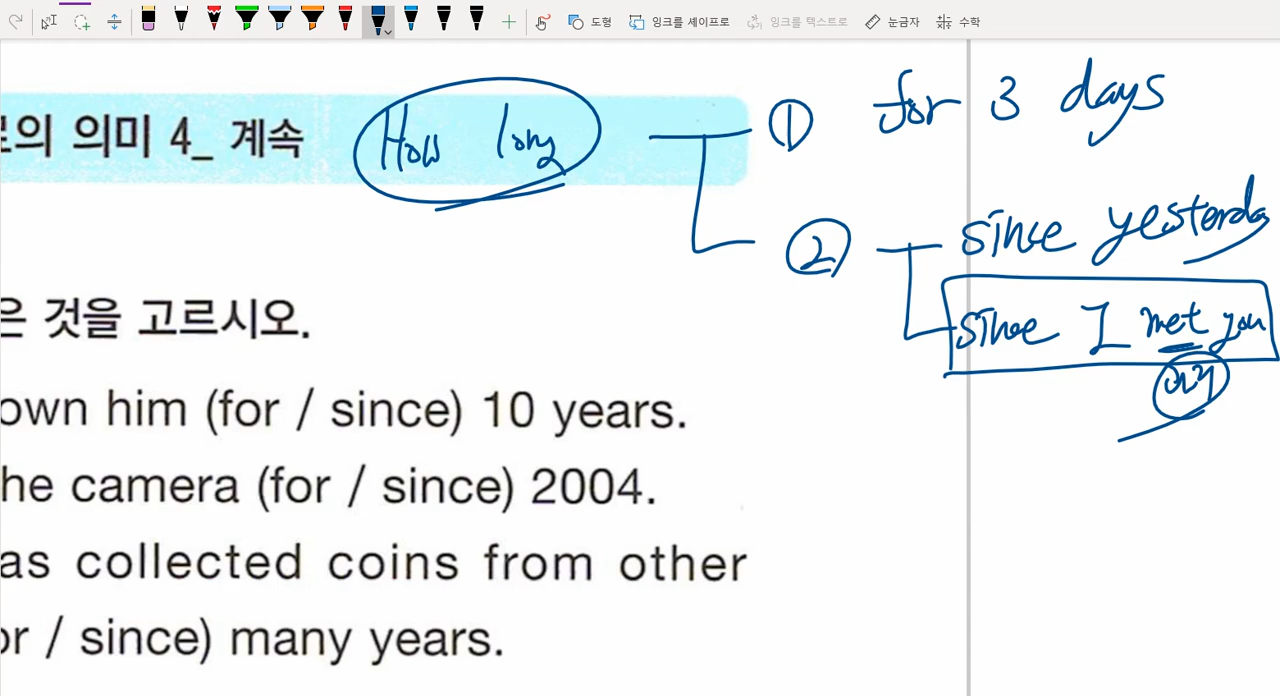 도형 잉크를 셰이프로 잉크를 텍스트로 눈금자 수학
의 의미 4_ 계속 How long
① for 3 days
② since yesterday
since I met you
과거
은 것을 고르시오.
own him (for / since) 10 years.
he camera (for / since) 2004.
as collected coins from other
or / since) many years.